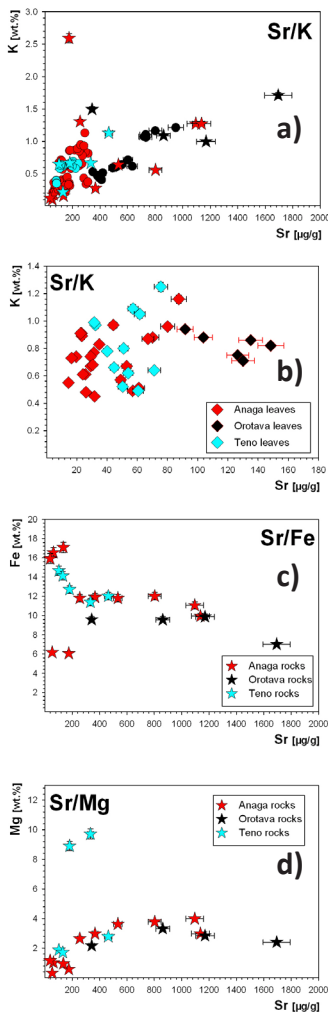 K [wt.%]
Sr/K
3.0
2.5
2.0
1.5
1.0
0.5
a)
200 400 600 800 1000 1200 1400 1600 1800 2000
Sr [µg/g]
K [wt.%]
Sr/K
1.4
1.2
1.0
0.8
0.6
0.4
0.2
b)
Anaga leaves
Orotava leaves
Teno leaves
0 20 40 60 80 100 120 140 160 180
Sr [µg/g]
Fe [wt.%]
Sr/Fe
20
18
16
14
12
10
8
6
4
2
c)
Anaga rocks
Orotava rocks
Teno rocks
0 200 400 600 800 1000 1200 1400 1600 1800 2000
Sr [µg/g]
Mg [wt.%]
Sr/Mg
12
10
8
6
4
2
d)
Anaga rocks
Orotava rocks
Teno rocks
0 200 400 600 800 1000 1200 1400 1600 1800 2000
Sr [µg/g]